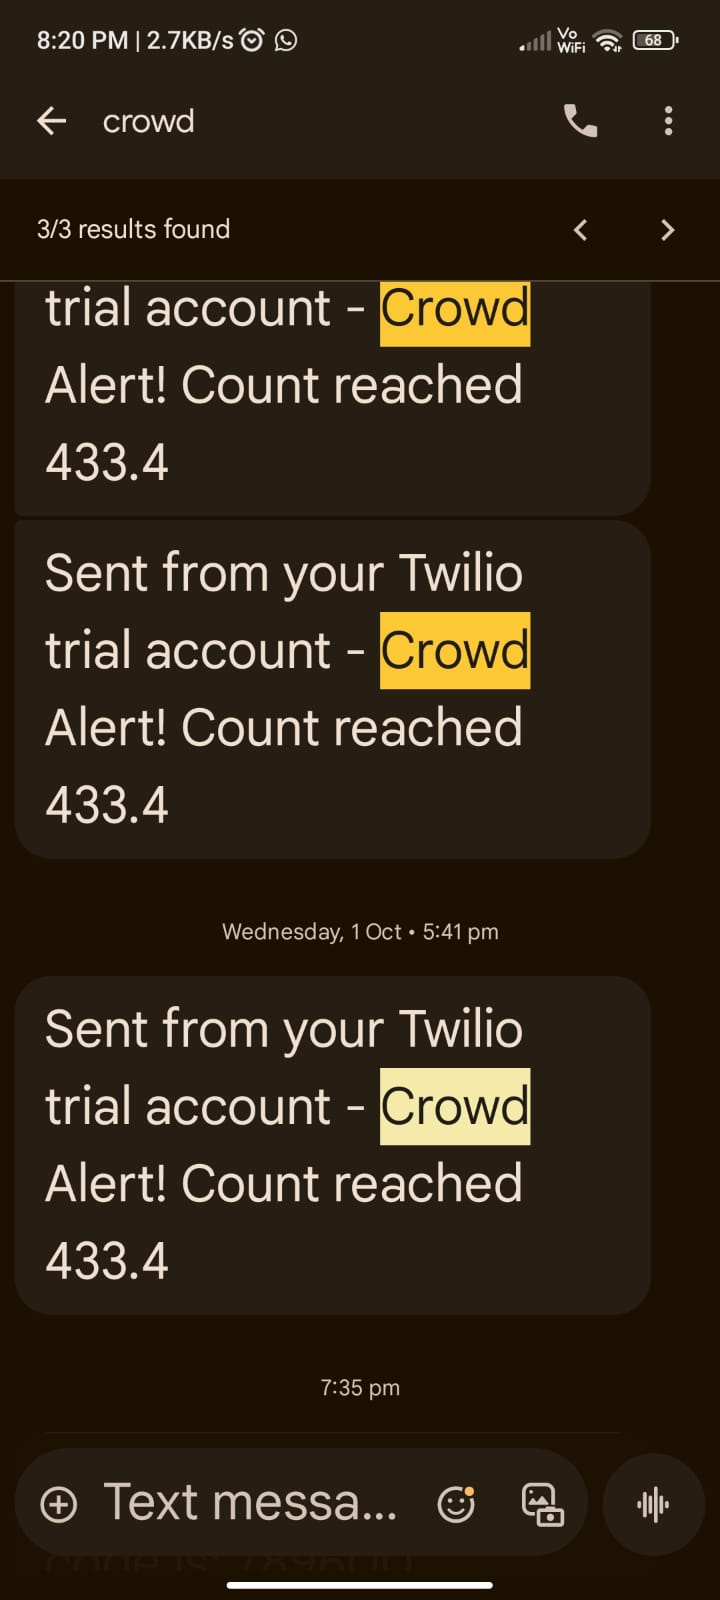 8:20 PM | 2.7KB/s
Vo
WiFi
68
crowd
3/3 results found
trial account - Crowd
Alert! Count reached
433.4
Sent from your Twilio
trial account - Crowd
Alert! Count reached
433.4
Wednesday, 1 Oct • 5:41 pm
Sent from your Twilio
trial account - Crowd
Alert! Count reached
433.4
7:35 pm
Text messa...
code is: